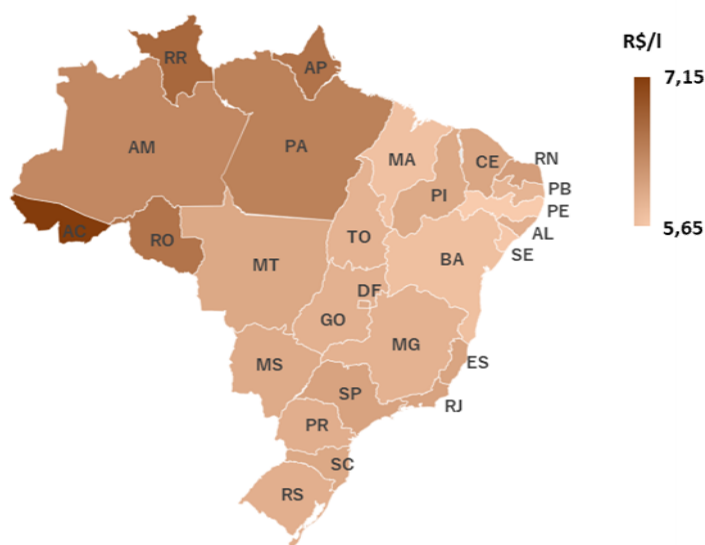 RR
AP
R$/l
7,15
AM
PA
MA
CE
RN
PI
PB
PE
AC
RO
TO
AL
5,65
MT
BA
SE
DF
GO
MG
MS
ES
SP
RJ
PR
SC
RS